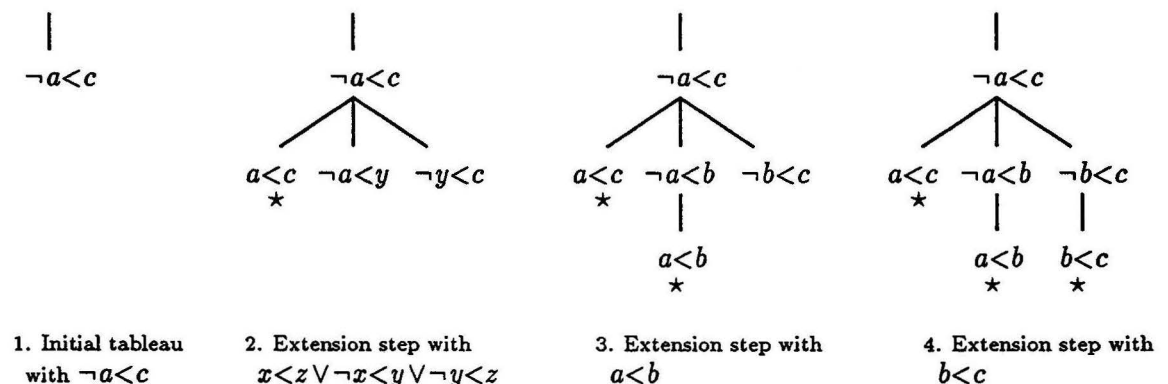 ¬a<c
¬a<c
¬a<c
¬a<c
a<c ¬a<y ¬y<c
a<c ¬a<b ¬b<c
a<c ¬a<b ¬b<c
⋆
⋆
⋆
a<b
a<b b<c
⋆
⋆ ⋆
1. Initial tableau
with ¬a<c
2. Extension step with
x<z∨¬x<y∨¬y<z
3. Extension step with
a<b
4. Extension step with
b<c